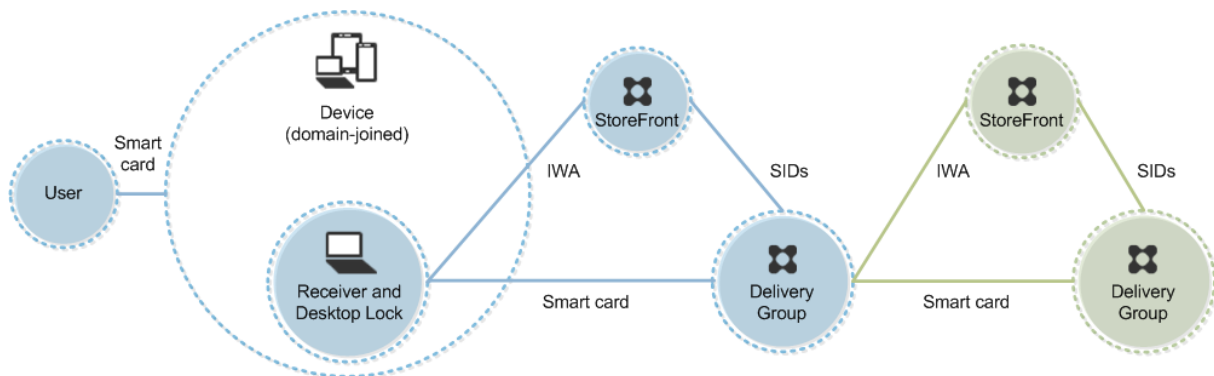 User
Smart
card
Device
(domain-joined)
Receiver and
Desktop Lock
IWA
StoreFront
SIDs
Smart card
Delivery
Group
IWA
StoreFront
SIDs
Smart card
Delivery
Group